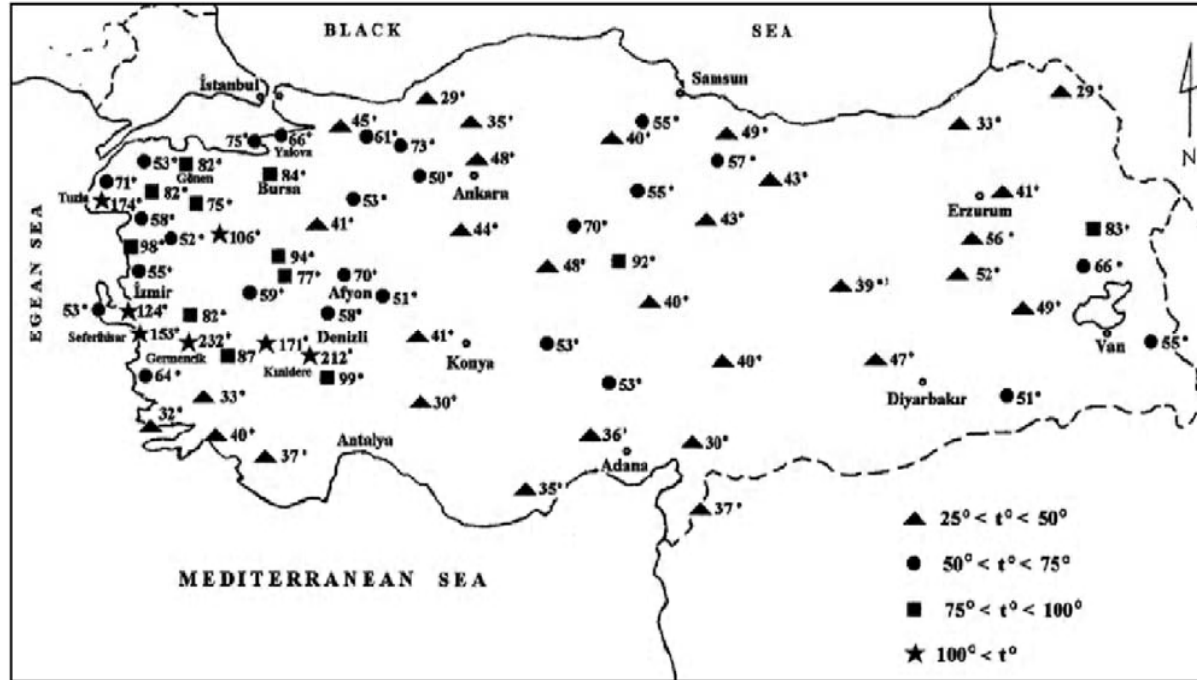 BLACK SEA
İstanbul
Samsun
29°
29°
45°
35°
55°
49°
33°
75°
66°
Yalova
61°
73°
40°
53°
82°
Gönen
84°
Bursa
48°
Ankara
57°
71°
82°
50°
43°
Tuzla
174°
75°
53°
55°
Erzurum
41°
58°
41°
44°
70°
43°
83°
98°
52°
106°
56°
EGEAN SEA
55°
İzmir
94°
77°
70°
Afyon
48°
92°
52°
66°
59°
51°
40°
39°
49°
53°
124°
82°
58°
Denizli
Van
Seferihisar
153°
232°
Germencik
171°
Kızıldere
212°
41°
Konya
53°
55°
87
99°
40°
47°
64°
33°
30°
53°
Diyarbakır
51°
32°
40°
37°
Antalya
36°
Adana
30°
35°
37°
N
MEDITERRANEAN SEA
25° < t° < 50°
50° < t° < 75°
75° < t° < 100°
100° < t°